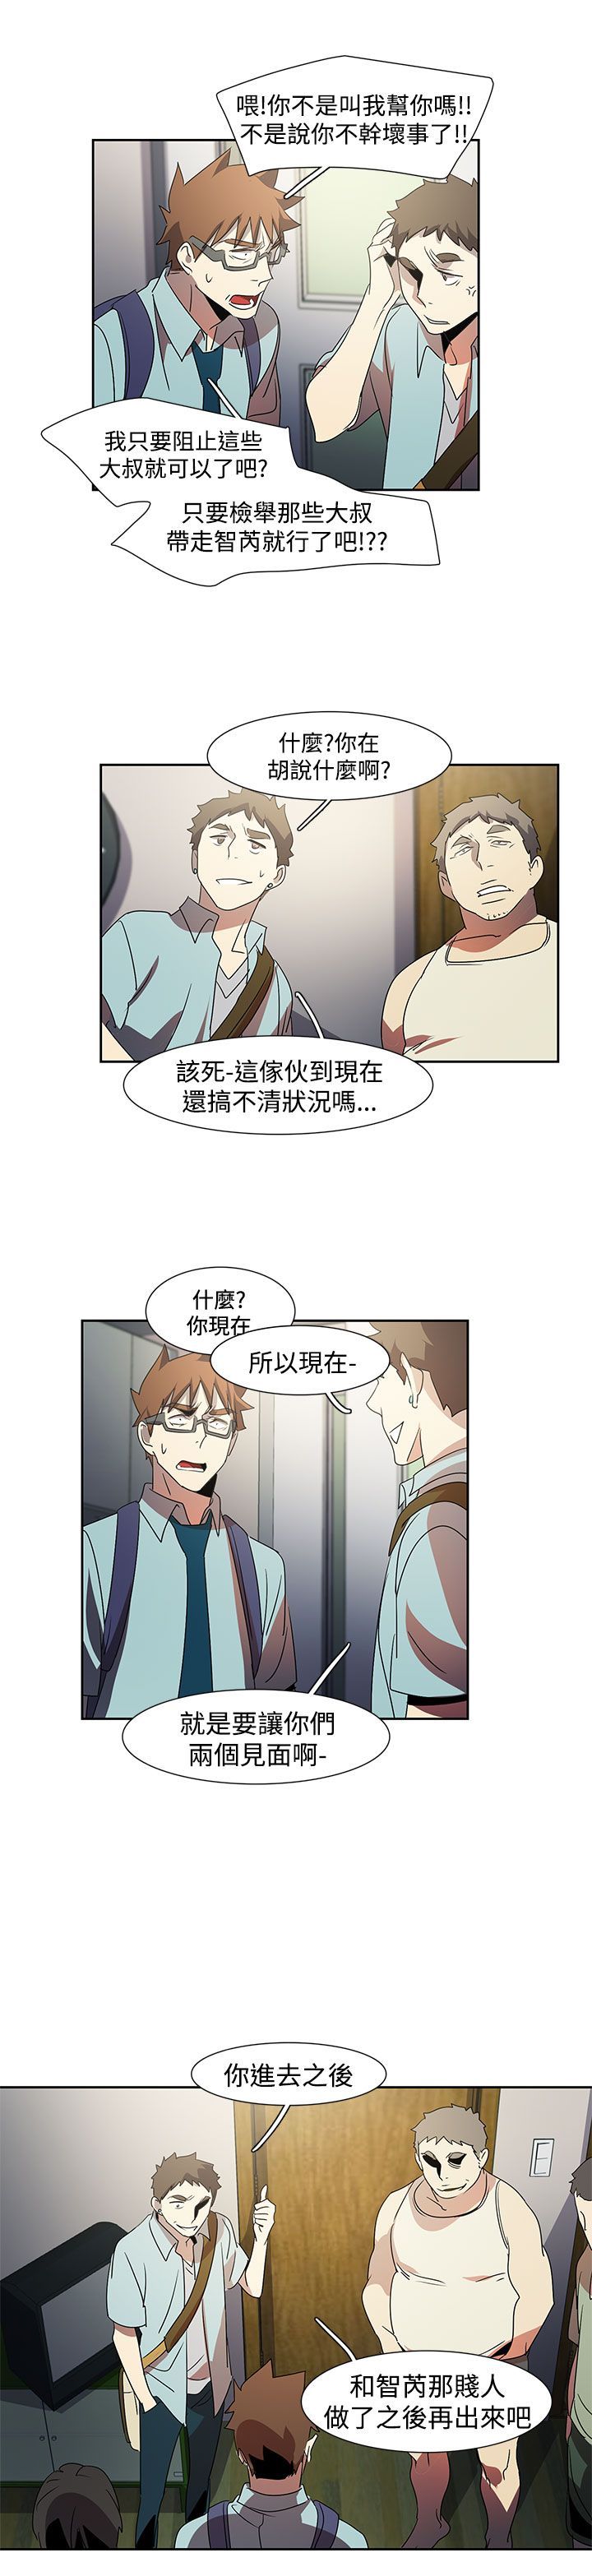 喂!你不是叫我幫你嗎!!
不是說你不幹壞事了!!
我只要阻止這些
大叔就可以了吧?
只要檢舉那些大叔
帶走智芮就行了吧!??
什麼?你在
胡說什麼啊?
該死-這傢伙到現在
還搞不清狀況嗎...
什麼?
你現在
所以現在-
就是要讓你們
兩個見面啊-
你進去之後
和智芮那賤人
做了之後再出來吧